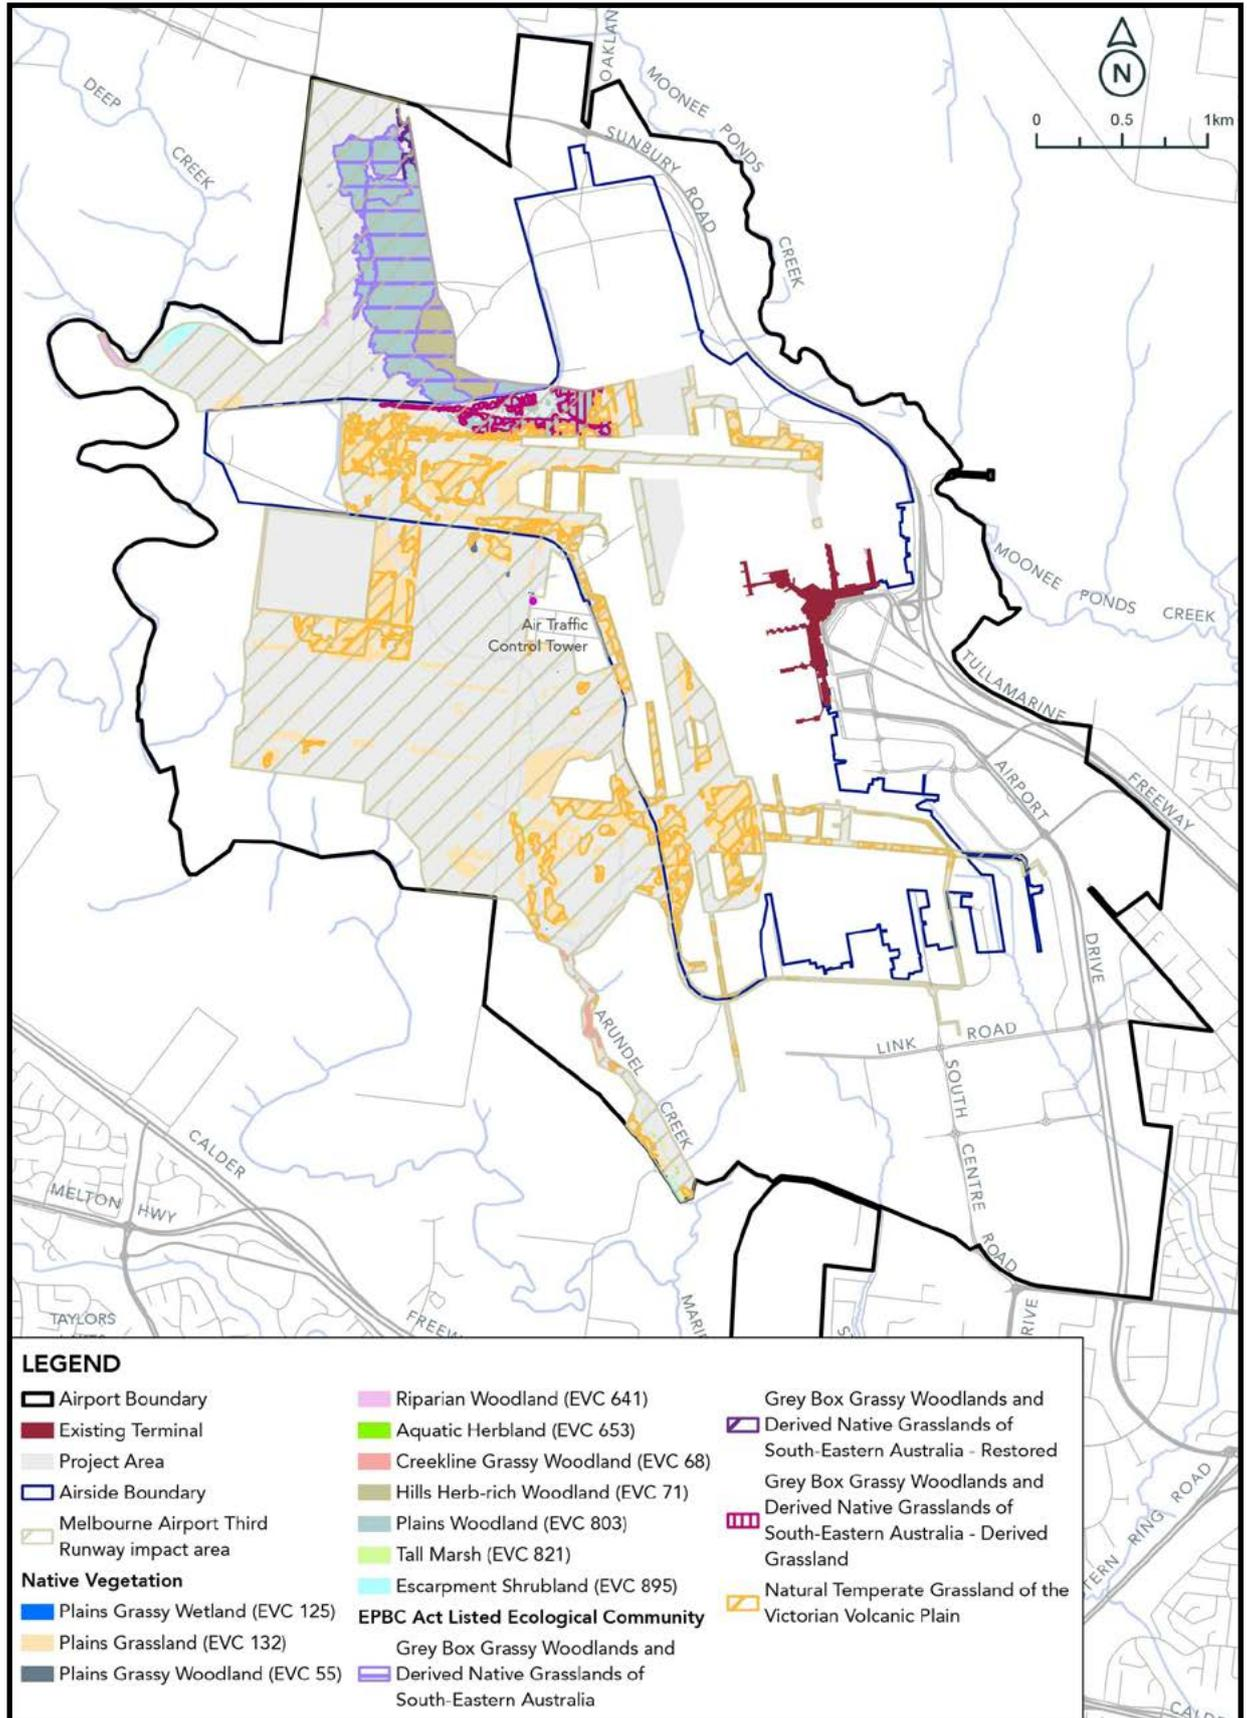 OAKLAN
MOONEE PONDS
CREEK
DEEP
CREEK
SUNBURY ROAD
N
0 0.5 1km
MOONEE PONDS CREEK
Air Traffic
Control Tower
TULLAMARINE
FREEWAY
AIRPORT
DRIVE
ARUNDEL
CREEK
LINK ROAD
SOUTH
CENTRE
ROAD
CALDER
MELTON HWY
TAYLORS
FREEW
MARI
RIVE
TERN RING ROAD
CALD
LEGEND
Airport Boundary
Existing Terminal
Project Area
Airside Boundary
Melbourne Airport Third
Runway impact area
Native Vegetation
Plains Grassy Wetland (EVC 125)
Plains Grassland (EVC 132)
Plains Grassy Woodland (EVC 55)
Riparian Woodland (EVC 641)
Aquatic Herbland (EVC 653)
Creekline Grassy Woodland (EVC 68)
Hills Herb-rich Woodland (EVC 71)
Plains Woodland (EVC 803)
Tall Marsh (EVC 821)
Escarpment Shrubland (EVC 895)
EPBC Act Listed Ecological Community
Grey Box Grassy Woodlands and
Derived Native Grasslands of
South-Eastern Australia
Grey Box Grassy Woodlands and
Derived Native Grasslands of
South-Eastern Australia - Restored
Grey Box Grassy Woodlands and
Derived Native Grasslands of
South-Eastern Australia - Derived
Grassland
Natural Temperate Grassland of the
Victorian Volcanic Plain